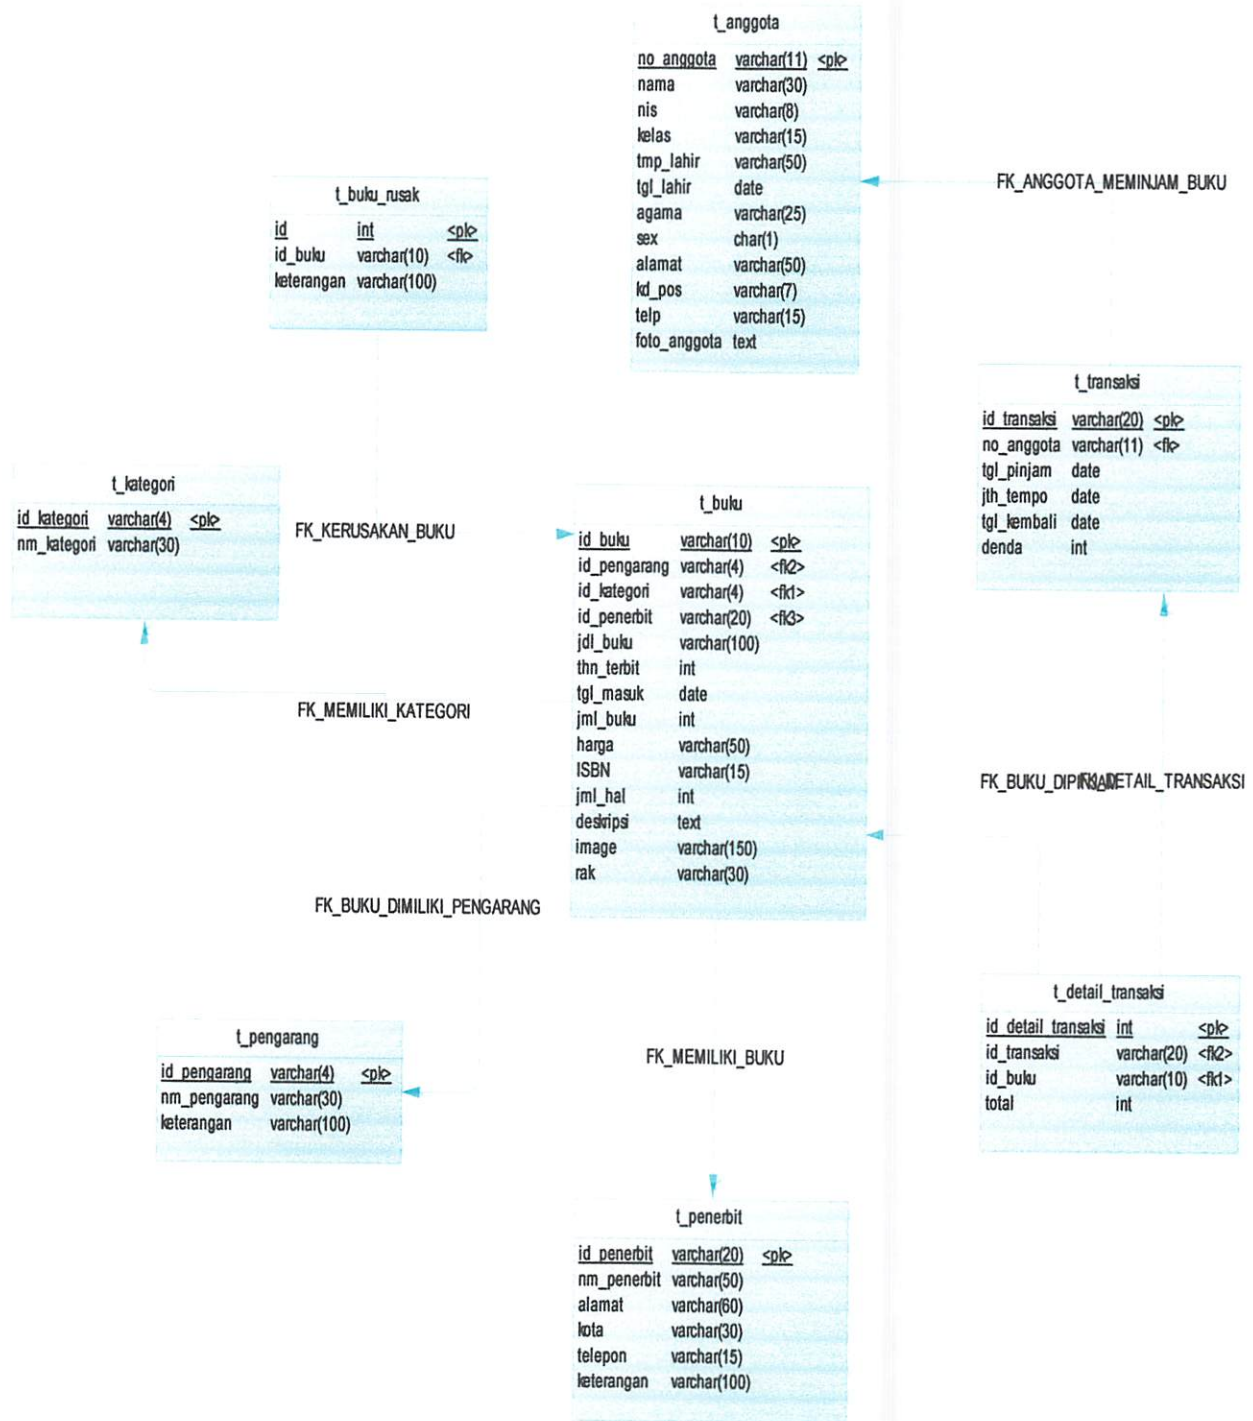 t_anggota
no_anggota varchar(11) <pk>
nama varchar(30)
nis varchar(8)
kelas varchar(15)
tmp_lahir varchar(50)
tgl_lahir date
agama varchar(25)
sex char(1)
alamat varchar(50)
kd_pos varchar(7)
telp varchar(15)
foto_anggota text
FK_ANGGOTA_MEMINJAM_BUKU
t_buku_rusak
id int <pk>
id_buku varchar(10) <fk>
keterangan varchar(100)
t_transaksi
id_transaksi varchar(20) <pk>
no_anggota varchar(11) <fk>
tgl_pinjam date
jth_tempo date
tgl_kembali date
denda int
t_kategori
id_kategori varchar(4) <pk>
nm_kategori varchar(30)
FK_KERUSAKAN_BUKU
t_buku
id_buku varchar(10) <pk>
id_pengarang varchar(4) <fk2>
id_kategori varchar(4) <fk1>
id_penerbit varchar(20) <fk3>
jdl_buku varchar(100)
thn_terbit int
tgl_masuk date
jml_buku int
harga varchar(50)
ISBN varchar(15)
jml_hal int
deskripsi text
image varchar(150)
rak varchar(30)
FK_MEMILIKI_KATEGORI
FK_DETAIL_TRANSAKSI
FK_BUKU_DIMILIKI_PENGARANG
t_detail_transaksi
id_detail_transaksi int <pk>
id_transaksi varchar(20) <fk2>
id_buku varchar(10) <fk1>
total int
t_pengarang
id_pengarang varchar(4) <pk>
nm_pengarang varchar(30)
keterangan varchar(100)
FK_MEMILIKI_BUKU
t_penerbit
id_penerbit varchar(20) <pk>
nm_penerbit varchar(50)
alamat varchar(60)
kota varchar(30)
telepon varchar(15)
keterangan varchar(100)